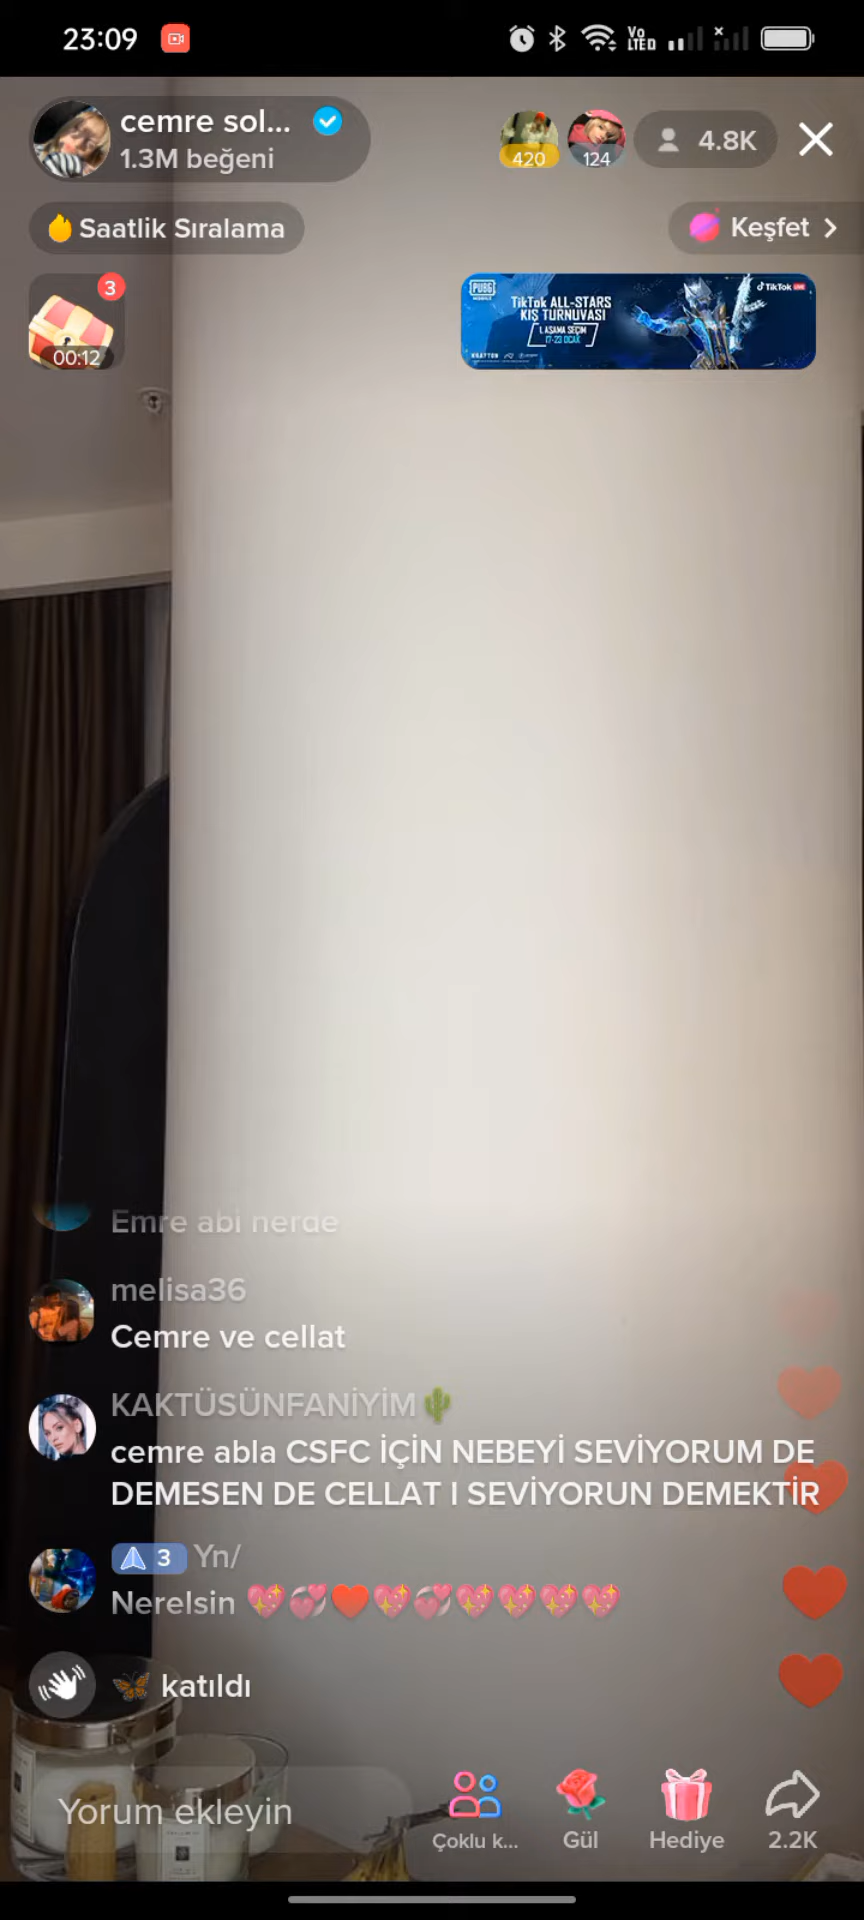 23:09
Vo LTE
cemre sol...
1.3M beğeni
420
124
4.8K
Saatlik Sıralama
Keşfet
3
00:12
PUBG
MOBILE
TikTok LIVE
TikTok ALL-STARS
KIŞ TURNUVASI
1. AŞAMA SEÇİM
17-23 OCAK
KRAFTON
Emre abi nerde
melisa36
Cemre ve cellat
KAKTÜSÜNFANİYİM🌵
cemre abla CSFC İÇİN NEBEYİ SEVİYORUM DE
DEMESEN DE CELLAT I SEVİYORUN DEMEKTİR
3 Yn/
Nerelsin 💖💞❤️💖💞💖💖💖💖
🦋 katıldı
Yorum ekleyin
Çoklu k...
Gül
Hediye
2.2K